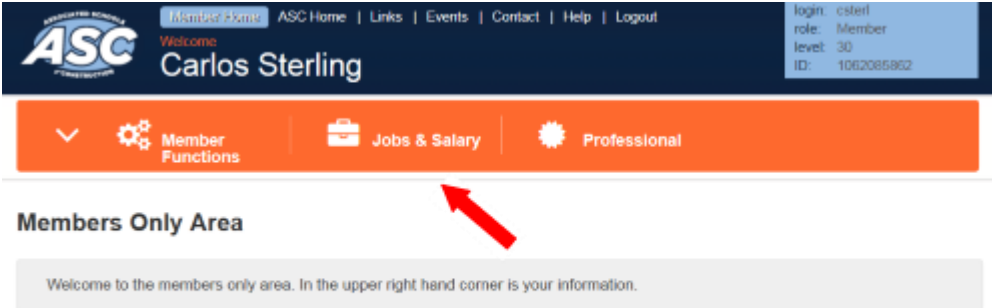 ASSOCIATED SCHOOLS
ASC
Member Home ASC Home | Links | Events | Contact | Help | Logout
Welcome
Carlos Sterling
login: csterl
role: Member
level: 30
ID: 1062085862
Member
Functions
Jobs & Salary
Professional
Members Only Area
Welcome to the members only area. In the upper right hand corner is your information.